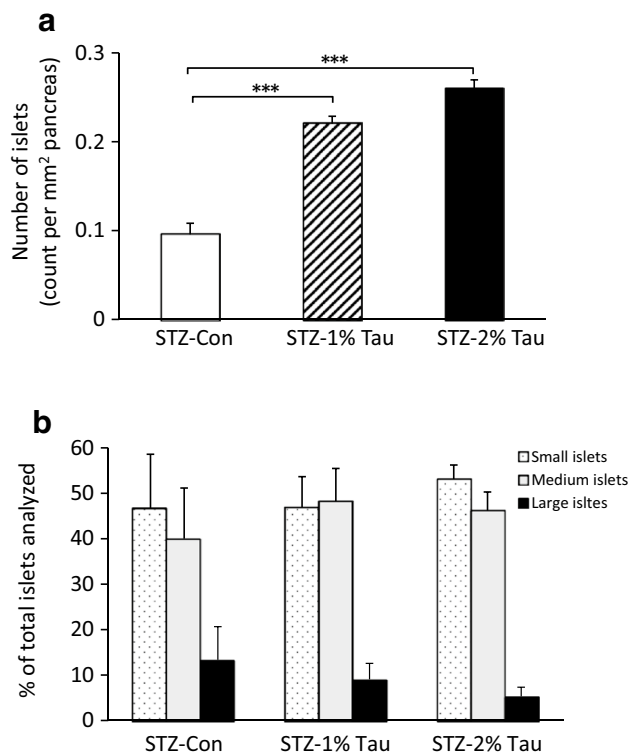 a
***
***
Number of islets
(count per mm² pancreas)
0.3
0.2
0.1
0
STZ-Con STZ-1% Tau STZ-2% Tau
b
% of total islets analyzed
60
50
40
30
20
10
0
Small islets
Medium islets
Large isltes
STZ-Con STZ-1% Tau STZ-2% Tau